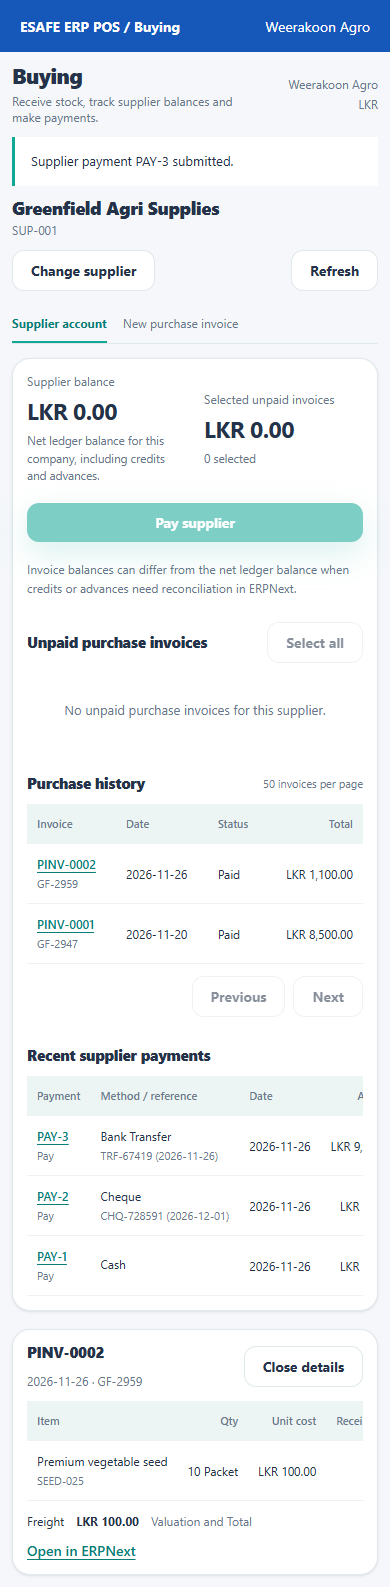 ESAFE ERP POS / Buying
Weerakoon Agro
Buying
Receive stock, track supplier balances and
make payments.
Weerakoon Agro
LKR
Supplier payment PAY-3 submitted.
Greenfield Agri Supplies
SUP-001
Change supplier
Refresh
Supplier account
New purchase invoice
Supplier balance
LKR 0.00
Net ledger balance for this
company, including credits
and advances.
Selected unpaid invoices
LKR 0.00
0 selected
Pay supplier
Invoice balances can differ from the net ledger balance when
credits or advances need reconciliation in ERPNext.
Unpaid purchase invoices
Select all
No unpaid purchase invoices for this supplier.
Purchase history
50 invoices per page
Invoice Date Status Total
PINV-0002 2026-11-26 Paid LKR 1,100.00
GF-2959
PINV-0001 2026-11-20 Paid LKR 8,500.00
GF-2947
Previous
Next
Recent supplier payments
Payment Method / reference Date
PAY-3 Bank Transfer 2026-11-26 LKR 9,
Pay TRF-67419 (2026-11-26)
PAY-2 Cheque 2026-11-26 LKR
Pay CHQ-728591 (2026-12-01)
PAY-1 Cash 2026-11-26 LKR
Pay
PINV-0002
2026-11-26 · GF-2959
Close details
Item Qty Unit cost Recei
Premium vegetable seed 10 Packet LKR 100.00
SEED-025
Freight LKR 100.00 Valuation and Total
Open in ERPNext